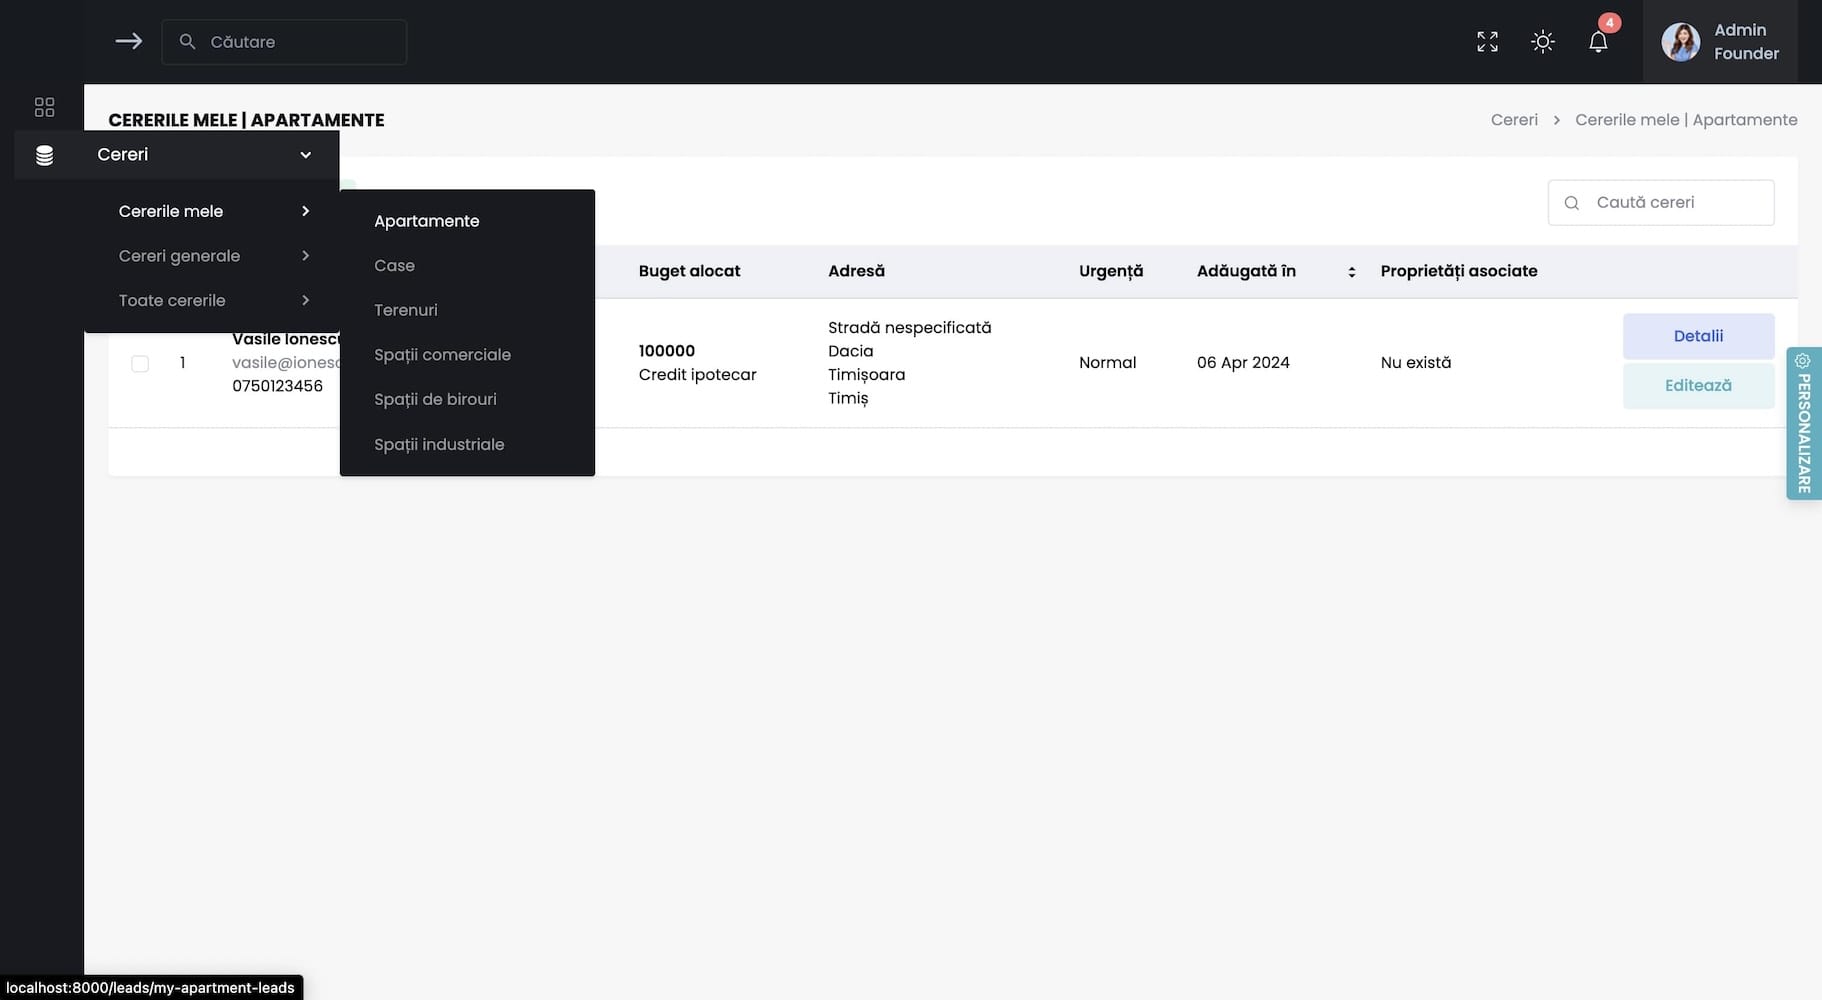 Căutare
4
Admin
Founder
CERERILE MELE | APARTAMENTE
Cereri
Cererile mele | Apartamente
Cereri
Cererile mele
Cereri generale
Toate cererile
Apartamente
Case
Terenuri
Spații comerciale
Spații de birouri
Spații industriale
Caută cereri
Buget alocat
Adresă
Urgență
Adăugată în
Proprietăți asociate
1
Vasile Ionescu
vasile@ionesc
0750123456
100000
Credit ipotecar
Stradă nespecificată
Dacia
Timișoara
Timiș
Normal
06 Apr 2024
Nu există
Detalii
Editează
PERSONALIZARE
localhost:8000/leads/my-apartment-leads